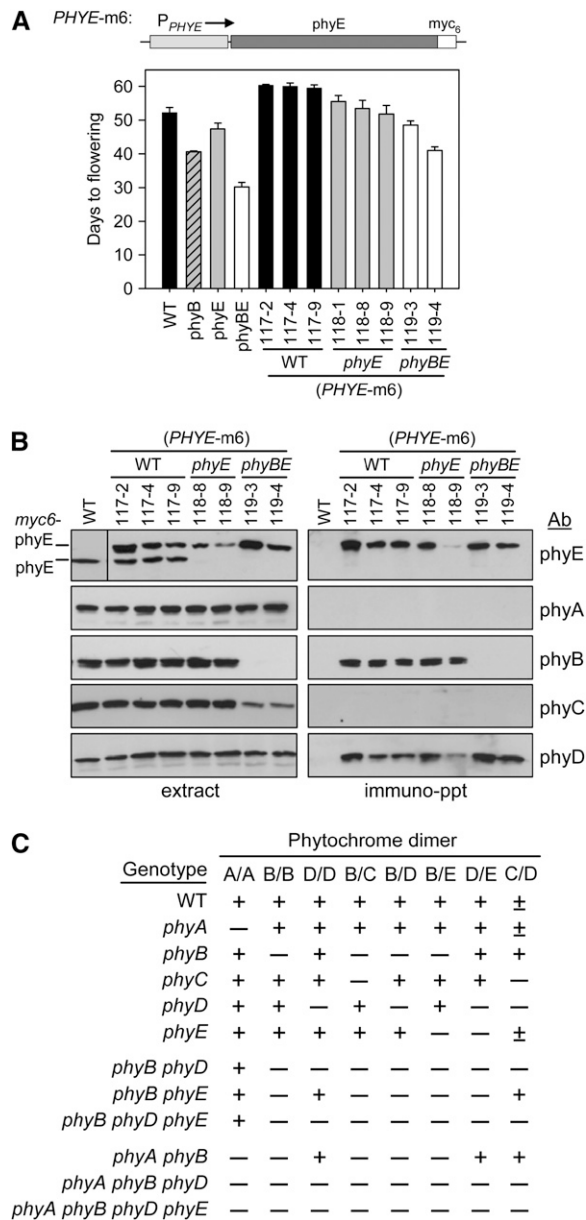 A
PHYE-m6:
P PHYE
phyE
myc6
Days to flowering
60
50
40
30
20
10
0
WT
phyB
phyE
phyBE
117-2
117-4
117-9
118-1
118-8
118-9
119-3
119-4
WT phyE phyBE
(PHYE-m6)
B
(PHYE-m6) (PHYE-m6)
WT phyE phyBE WT phyE phyBE
WT 117-2 117-4 117-9 118-8 118-9 119-3 119-4 WT 117-2 117-4 117-9 118-8 118-9 119-3 119-4
Ab
myc6-
phyE
phyE
phyE
phyA
phyB
phyC
phyD
extract immuno-ppt
C
Phytochrome dimer
Genotype A/A B/B D/D B/C B/D B/E D/E C/D
WT + + + + + + + ±
phyA — + + + + + + ±
phyB + — + — — — + +
phyC + + + — + + + —
phyD + + — + — + — —
phyE + + + + + — — ±
phyB phyD + — — — — — — —
phyB phyE + — + — — — — +
phyB phyD phyE + — — — — — — —
phyA phyB — — + — — — + +
phyA phyB phyD — — — — — — — —
phyA phyB phyD phyE — — — — — — — —